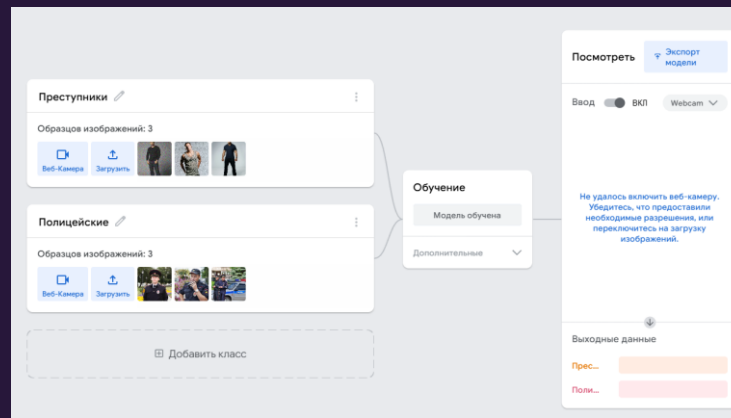 Преступники
Образцов изображений: 3
Веб-Камера
Загрузить
Полицейские
Образцов изображений: 3
Веб-Камера
Загрузить
Добавить класс
Обучение
Модель обучена
Дополнительные
Посмотреть
Экспорт
модели
Ввод
ВКЛ
Webcam
Не удалось включить веб-камеру.
Убедитесь, что предоставили
необходимые разрешения, или
переключитесь на загрузку
изображений.
Выходные данные
Прес...
Поли...